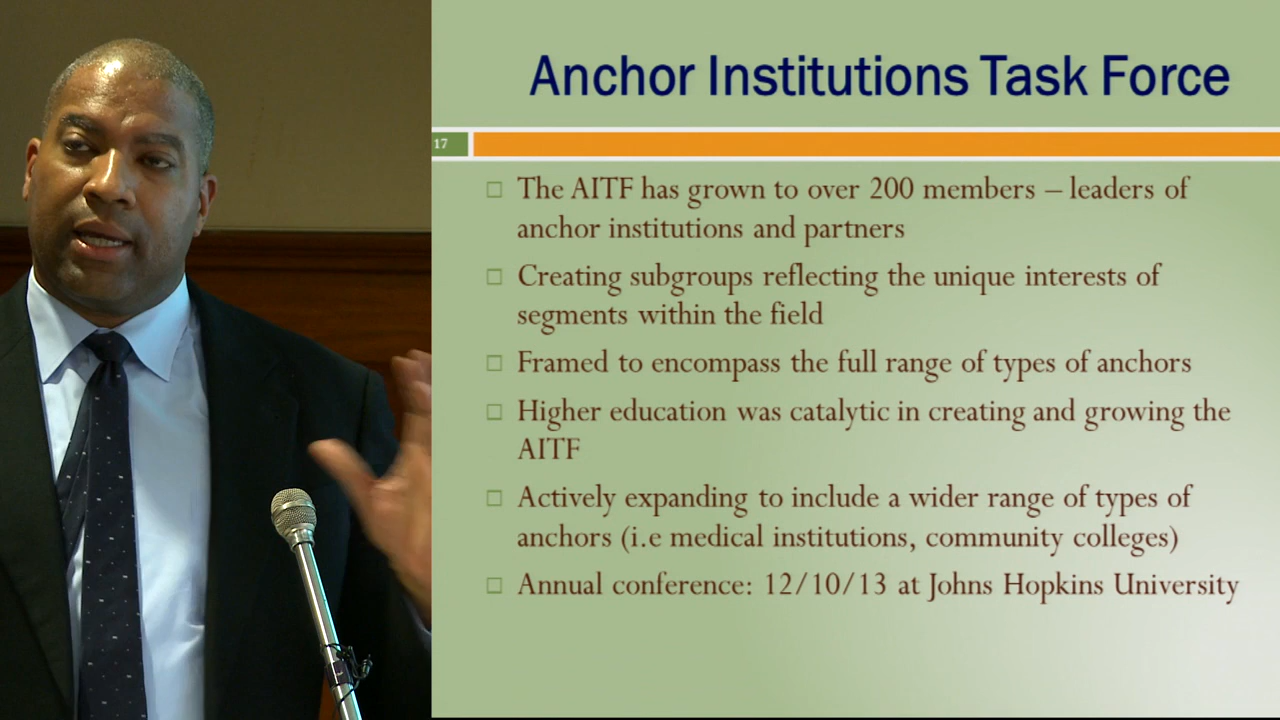 Anchor Institutions Task Force
17
The AITF has grown to over 200 members – leaders of
anchor institutions and partners
Creating subgroups reflecting the unique interests of
segments within the field
Framed to encompass the full range of types of anchors
Higher education was catalytic in creating and growing the
AITF
Actively expanding to include a wider range of types of
anchors (i.e medical institutions, community colleges)
Annual conference: 12/10/13 at Johns Hopkins University